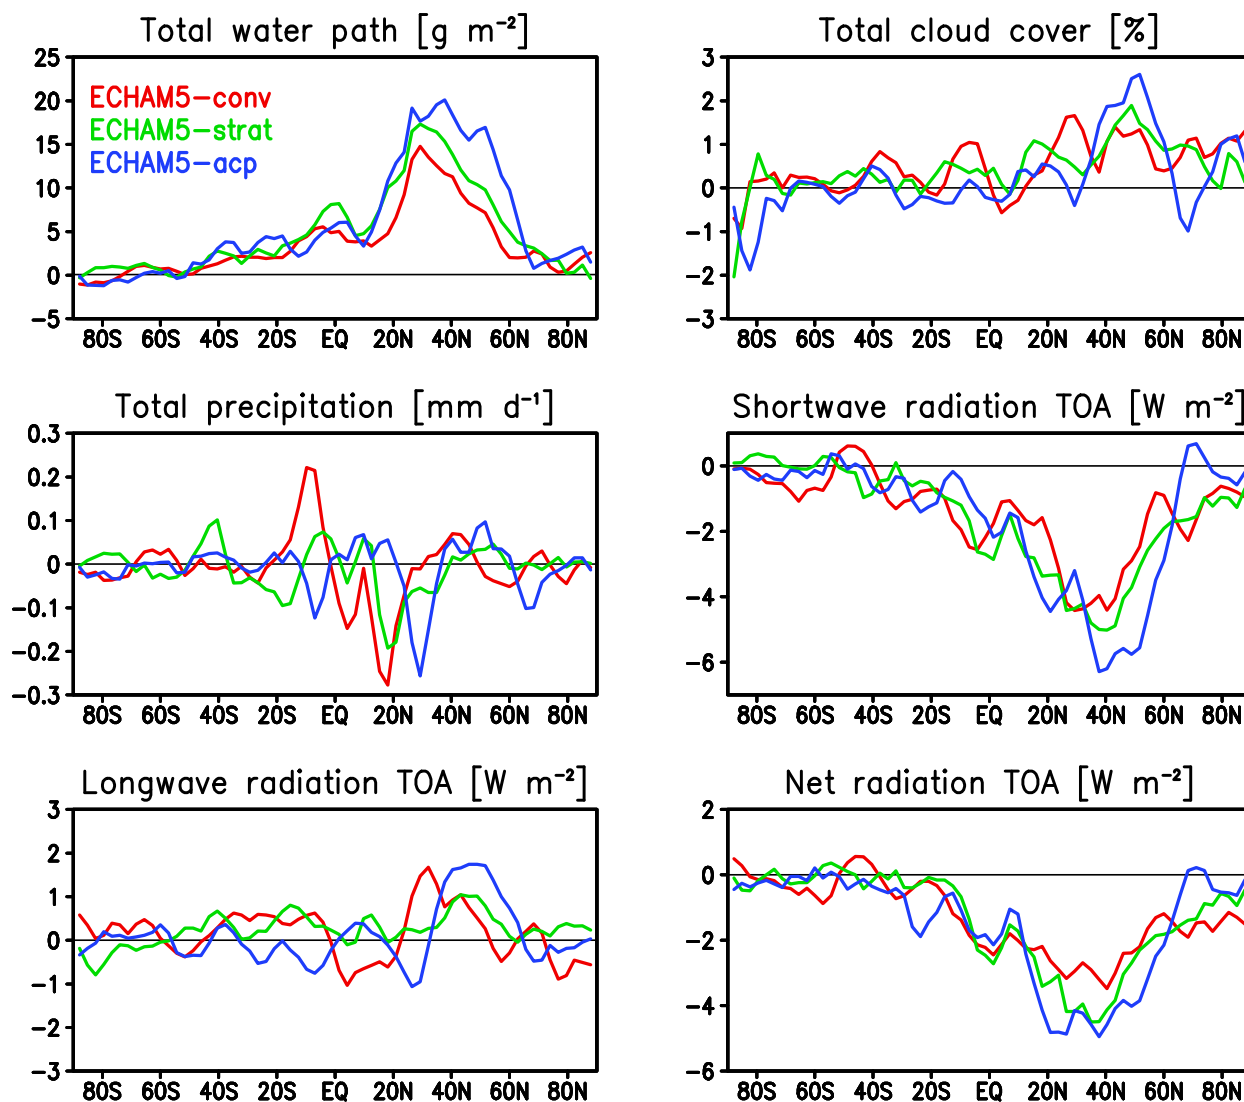 Total water path [g m⁻²]
25
20
15
10
5
0
−5
ECHAM5−conv
ECHAM5−strat
ECHAM5−acp
80S 60S 40S 20S EQ 20N 40N 60N 80N
Total cloud cover [%]
3
2
1
0
−1
−2
−3
80S 60S 40S 20S EQ 20N 40N 60N 80N
Total precipitation [mm d⁻¹]
0.3
0.2
0.1
0
−0.1
−0.2
−0.3
80S 60S 40S 20S EQ 20N 40N 60N 80N
Shortwave radiation TOA [W m⁻²]
0
−2
−4
−6
80S 60S 40S 20S EQ 20N 40N 60N 80N
Longwave radiation TOA [W m⁻²]
3
2
1
0
−1
−2
−3
80S 60S 40S 20S EQ 20N 40N 60N 80N
Net radiation TOA [W m⁻²]
2
0
−2
−4
−6
80S 60S 40S 20S EQ 20N 40N 60N 80N